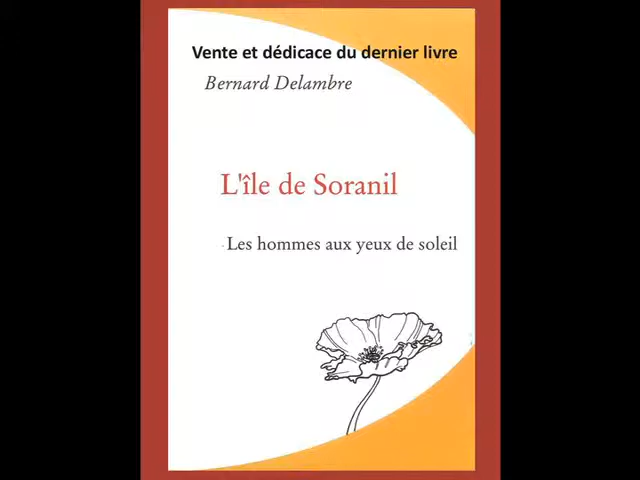 Vente et dédicace du dernier livre
Bernard Delambre
L'île de Soranil
Les hommes aux yeux de soleil